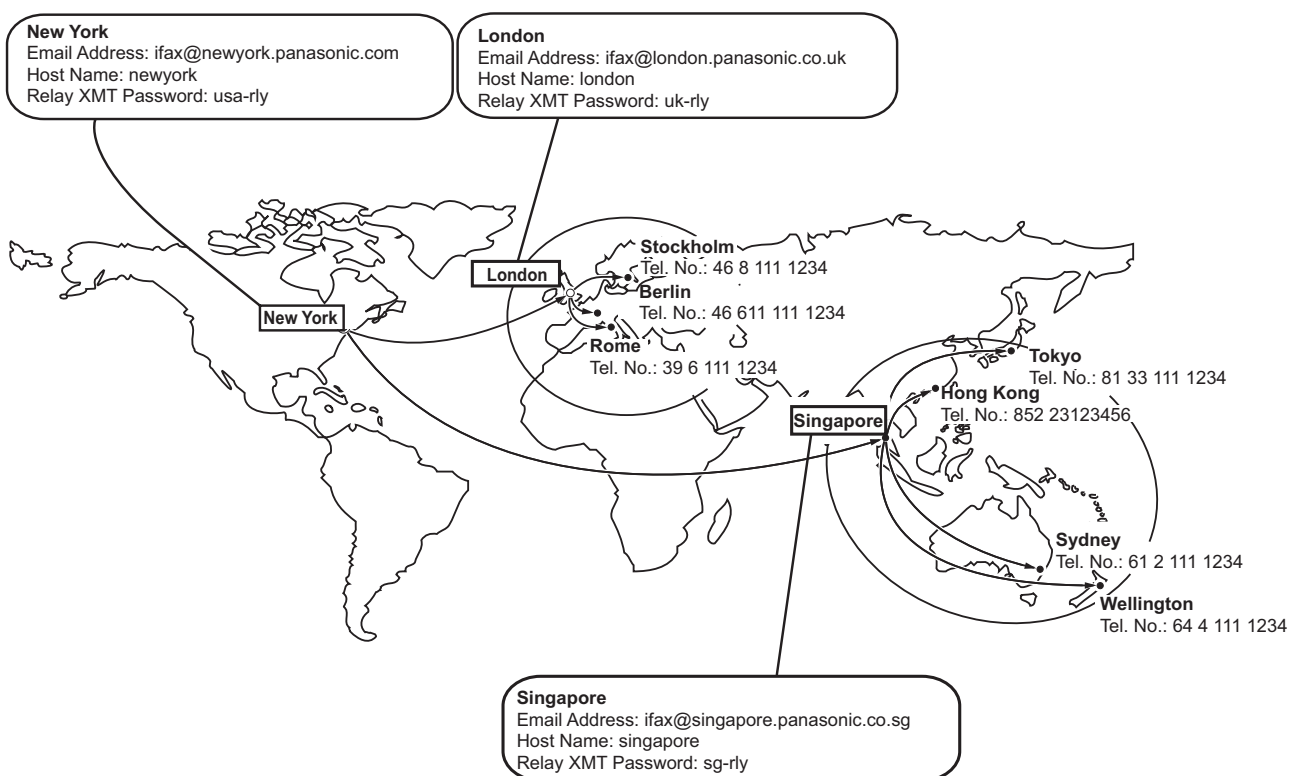 New York
Email Address: ifax@newyork.panasonic.com
Host Name: newyork
Relay XMT Password: usa-rly
London
Email Address: ifax@london.panasonic.co.uk
Host Name: london
Relay XMT Password: uk-rly
London
Stockholm
Tel. No.: 46 8 111 1234
Berlin
Tel. No.: 46 611 111 1234
Rome
Tel. No.: 39 6 111 1234
New York
Tokyo
Tel. No.: 81 33 111 1234
Hong Kong
Tel. No.: 852 23123456
Singapore
Sydney
Tel. No.: 61 2 111 1234
Wellington
Tel. No.: 64 4 111 1234
Singapore
Email Address: ifax@singapore.panasonic.co.sg
Host Name: singapore
Relay XMT Password: sg-rly